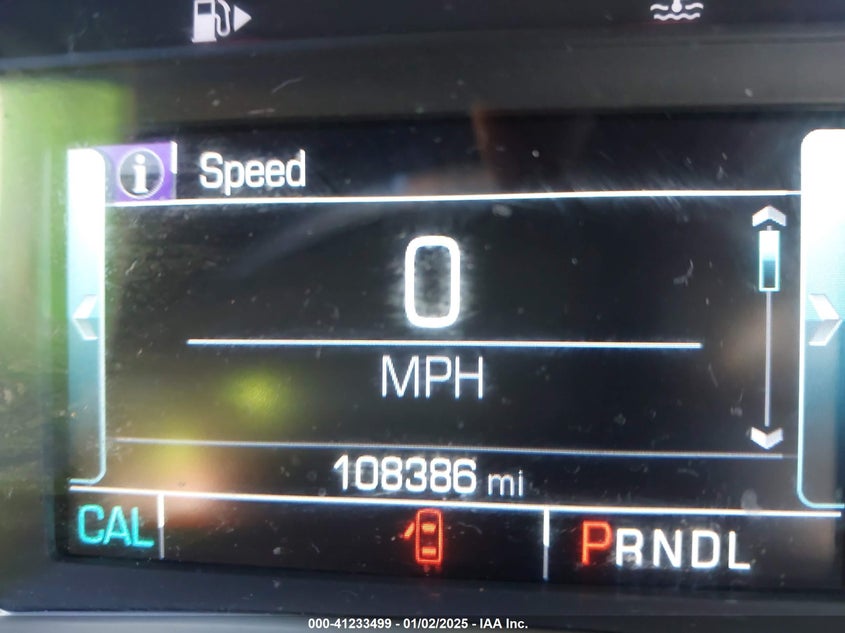 Speed
0
MPH
108386 mi
CAL
PRNDL
000-41233499 - 01/02/2025 - IAA Inc.